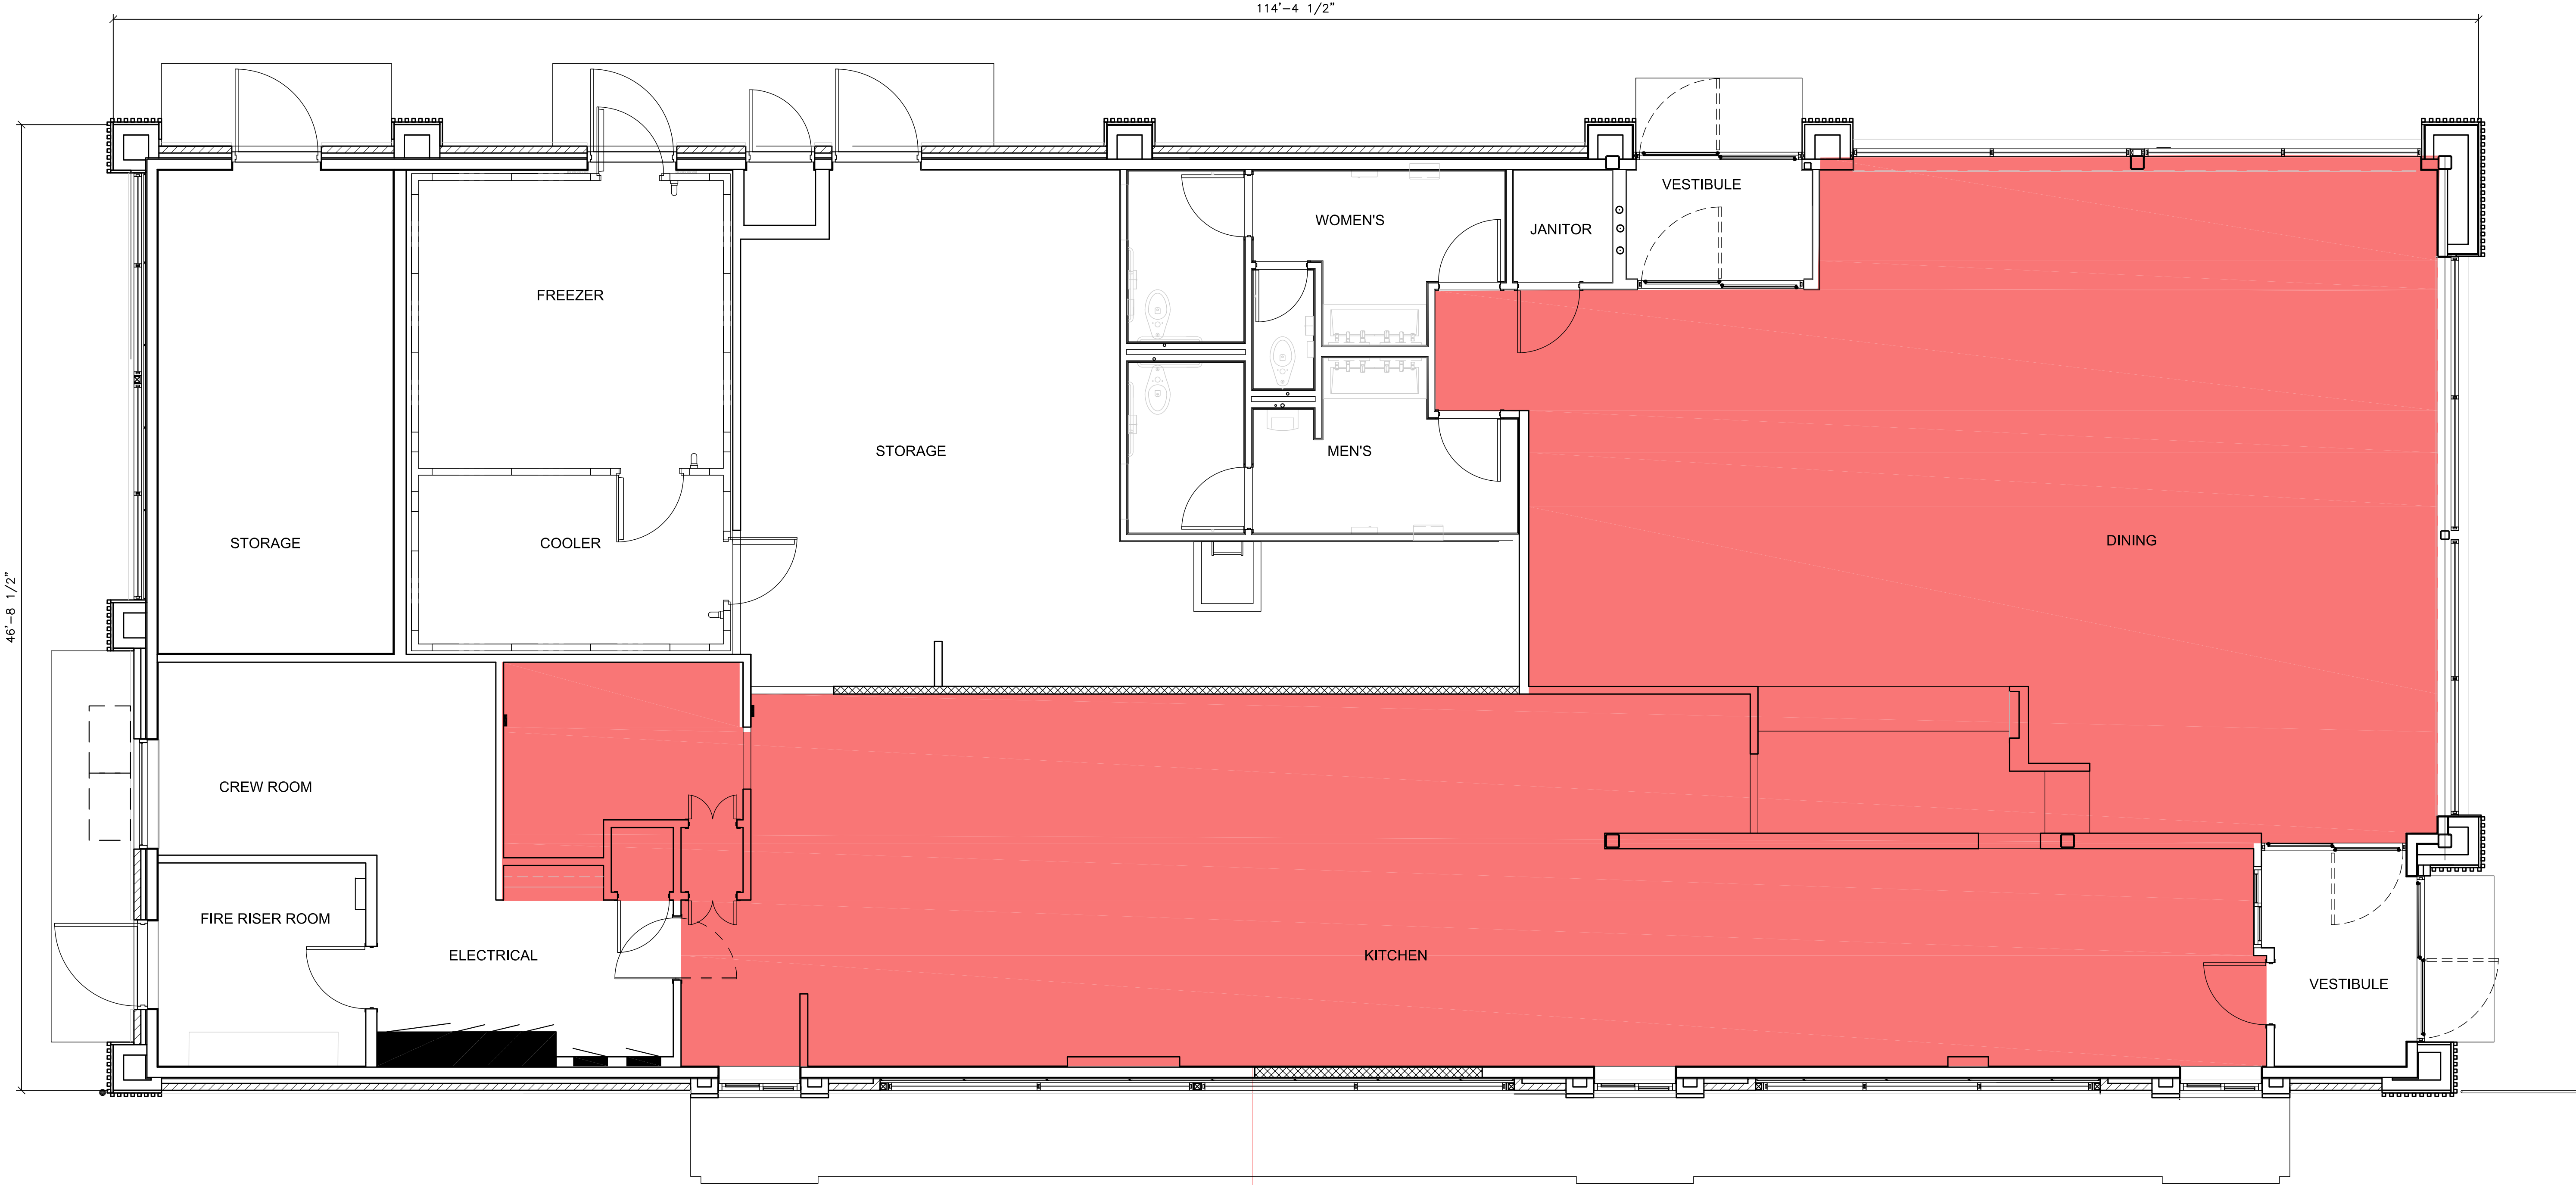 114'-4 1/2"
VESTIBULE
WOMEN'S
JANITOR
FREEZER
STORAGE
MEN'S
STORAGE
COOLER
DINING
46'-8 1/2"
CREW ROOM
FIRE RISER ROOM
ELECTRICAL
KITCHEN
VESTIBULE